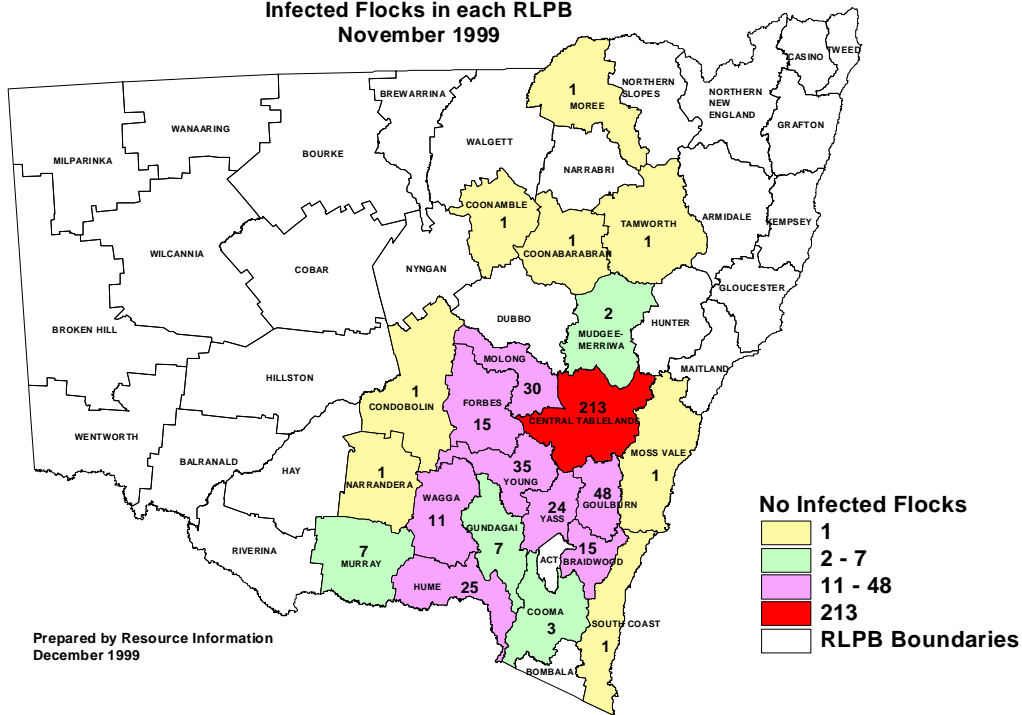 Infected Flocks in each RLPB
November 1999
TWEED
CASINO
NORTHERN
SLOPES
1
MOREE
BREWARRINA
NORTHERN
NEW
ENGLAND
GRAFTON
WANAARING
WALGETT
BOURKE
MILPARINKA
NARRABRI
COONAMBLE
1
TAMWORTH
1
ARMIDALE
KEMPSEY
1
COONABARABRAN
WILCANNIA
COBAR
NYNGAN
GLOUCESTER
2
MUDGEE-
MERRIWA
DUBBO
HUNTER
BROKEN HILL
MOLONG
30
MAITLAND
HILLSTON
1
CONDOBOLIN
FORBES
15
213
CENTRAL TABLELANDS
WENTWORTH
MOSS VALE
1
BALRANALD
HAY
1
NARRANDERA
35
YOUNG
WAGGA
11
48
GOULBURN
24
YASS
GUNDAGAI
7
RIVERINA
7
MURRAY
15
BRAIDWOOD
ACT
HUME 25
COOMA
3
SOUTH COAST
1
BOMBALA
No Infected Flocks
1
2 - 7
11 - 48
213
RLPB Boundaries
Prepared by Resource Information
December 1999